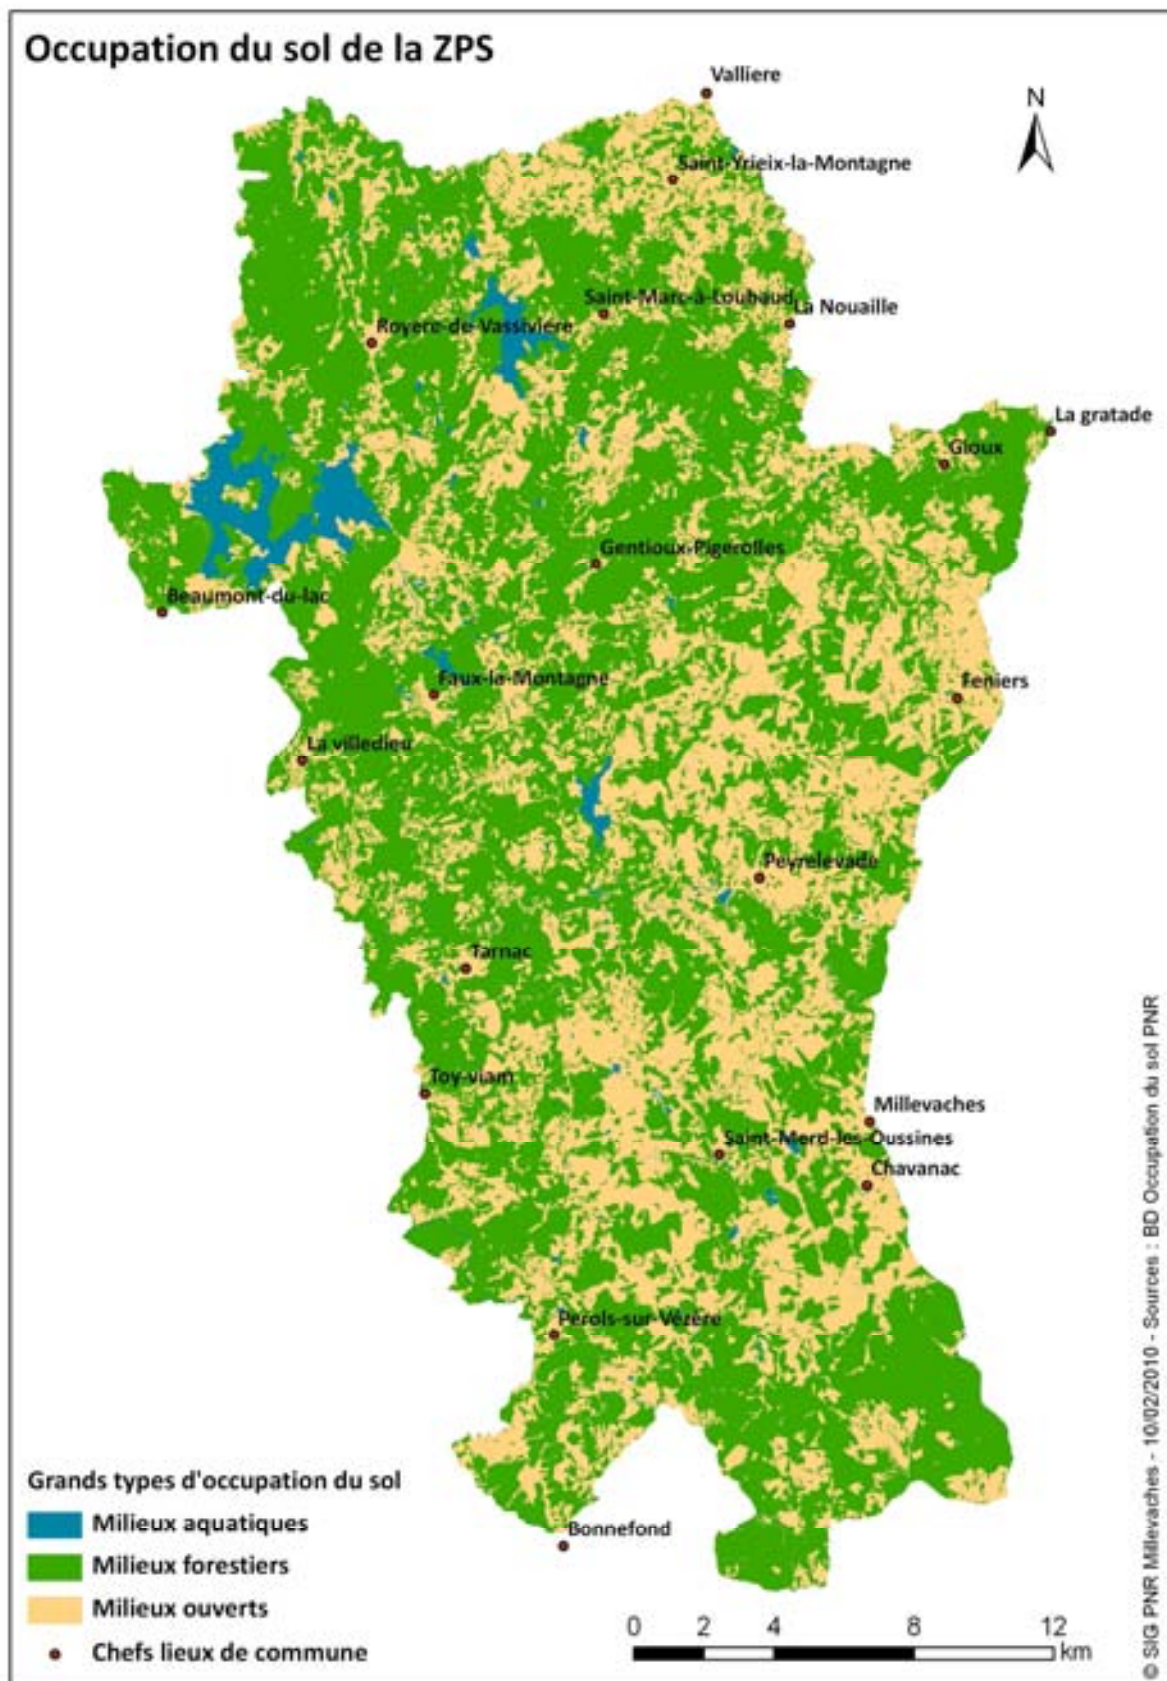 Occupation du sol de la ZPS
Valliere
N
Saint-Yrieix-la-Montagne
Saint-Marc-à-Loubaud
La Nouaille
Royere-de-Vassiviere
La gratade
Gioux
Gentioux-Pigerolles
Beaumont-du-lac
Faux-la-Montagne
Feniers
La villedieu
Peyrelevade
Tarnac
Toy-viam
Millevaches
Saint-Merd-les-Oussines
Chavanac
Perols-sur-Vézère
Bonnefond
Grands types d'occupation du sol
Milieux aquatiques
Milieux forestiers
Milieux ouverts
Chefs lieux de commune
0 2 4 8 12
km
© SIG PNR Millevaches - 10/02/2010 - Sources : BD Occupation du sol PNR